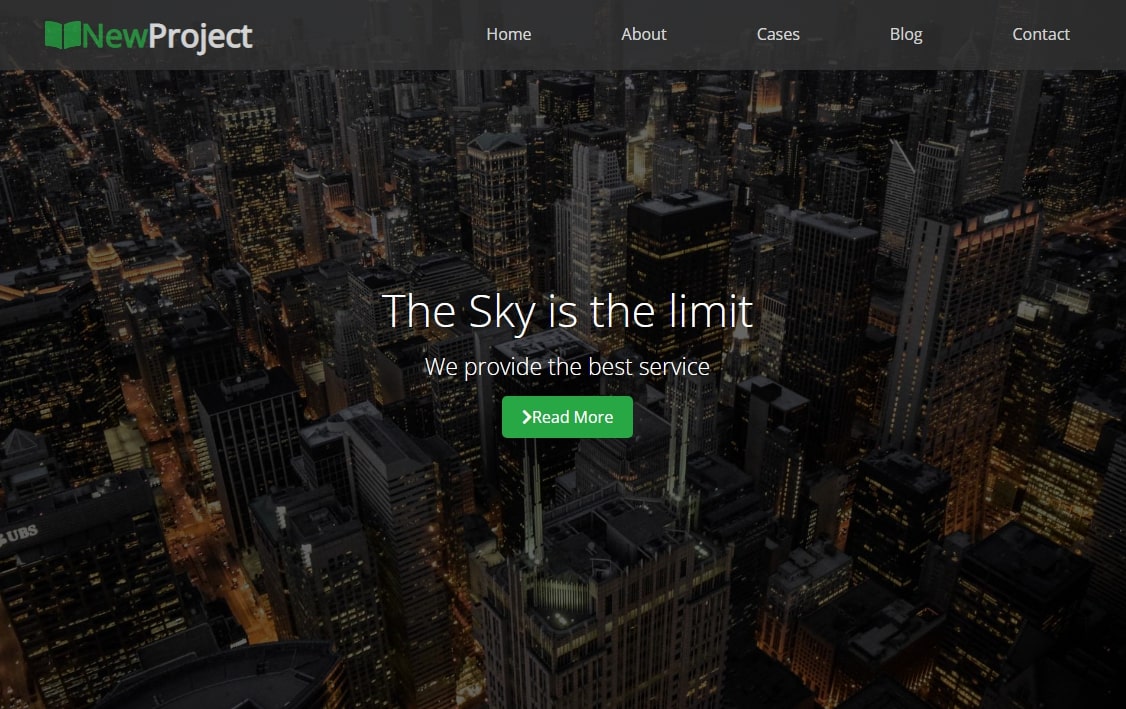 NewProject
Home
About
Cases
Blog
Contact
The Sky is the limit
We provide the best service
Read More
UBS